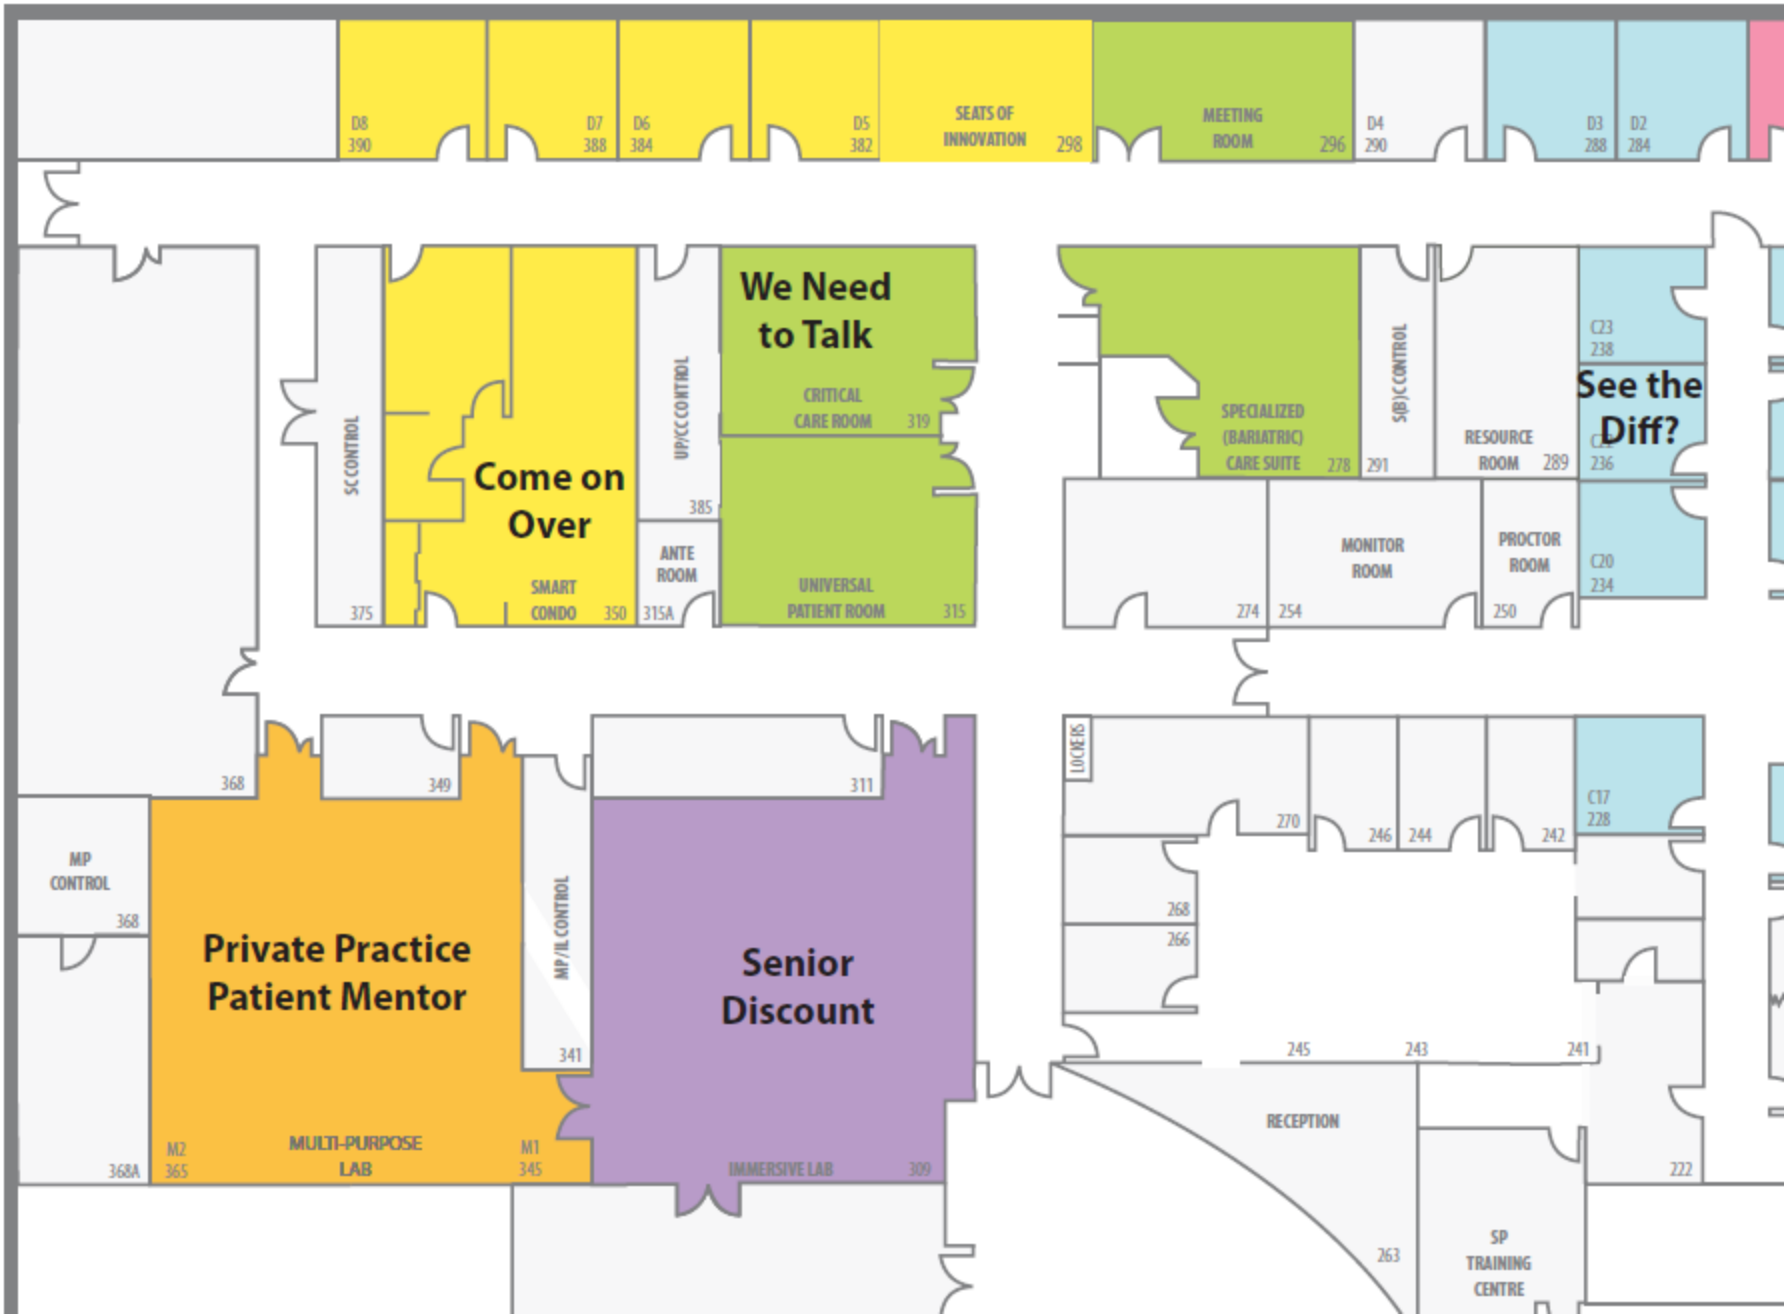 D8
390
D7
388
D6
384
D5
382
SEATS OF
INNOVATION
298
MEETING
ROOM
296
D4
290
D3
288
D2
284
SC CONTROL
375
Come on
Over
SMART
CONDO
350
UP/CC CONTROL
385
ANTE
ROOM
315A
We Need
to Talk
CRITICAL
CARE ROOM
319
UNIVERSAL
PATIENT ROOM
315
SPECIALIZED
(BARIATRIC)
CARE SUITE
278
S(B)C CONTROL
291
RESOURCE
ROOM
289
C23
238
See the
Diff?
236
C20
234
274
254
MONITOR
ROOM
PROCTOR
ROOM
250
368
349
311
LOCKERS
270
246
244
242
C17
228
MP
CONTROL
368
368A
Private Practice
Patient Mentor
M2
365
MULTI-PURPOSE
LAB
M1
345
MP/IL CONTROL
341
Senior
Discount
IMMERSIVE LAB
309
268
266
245
243
241
RECEPTION
263
222
SP
TRAINING
CENTRE